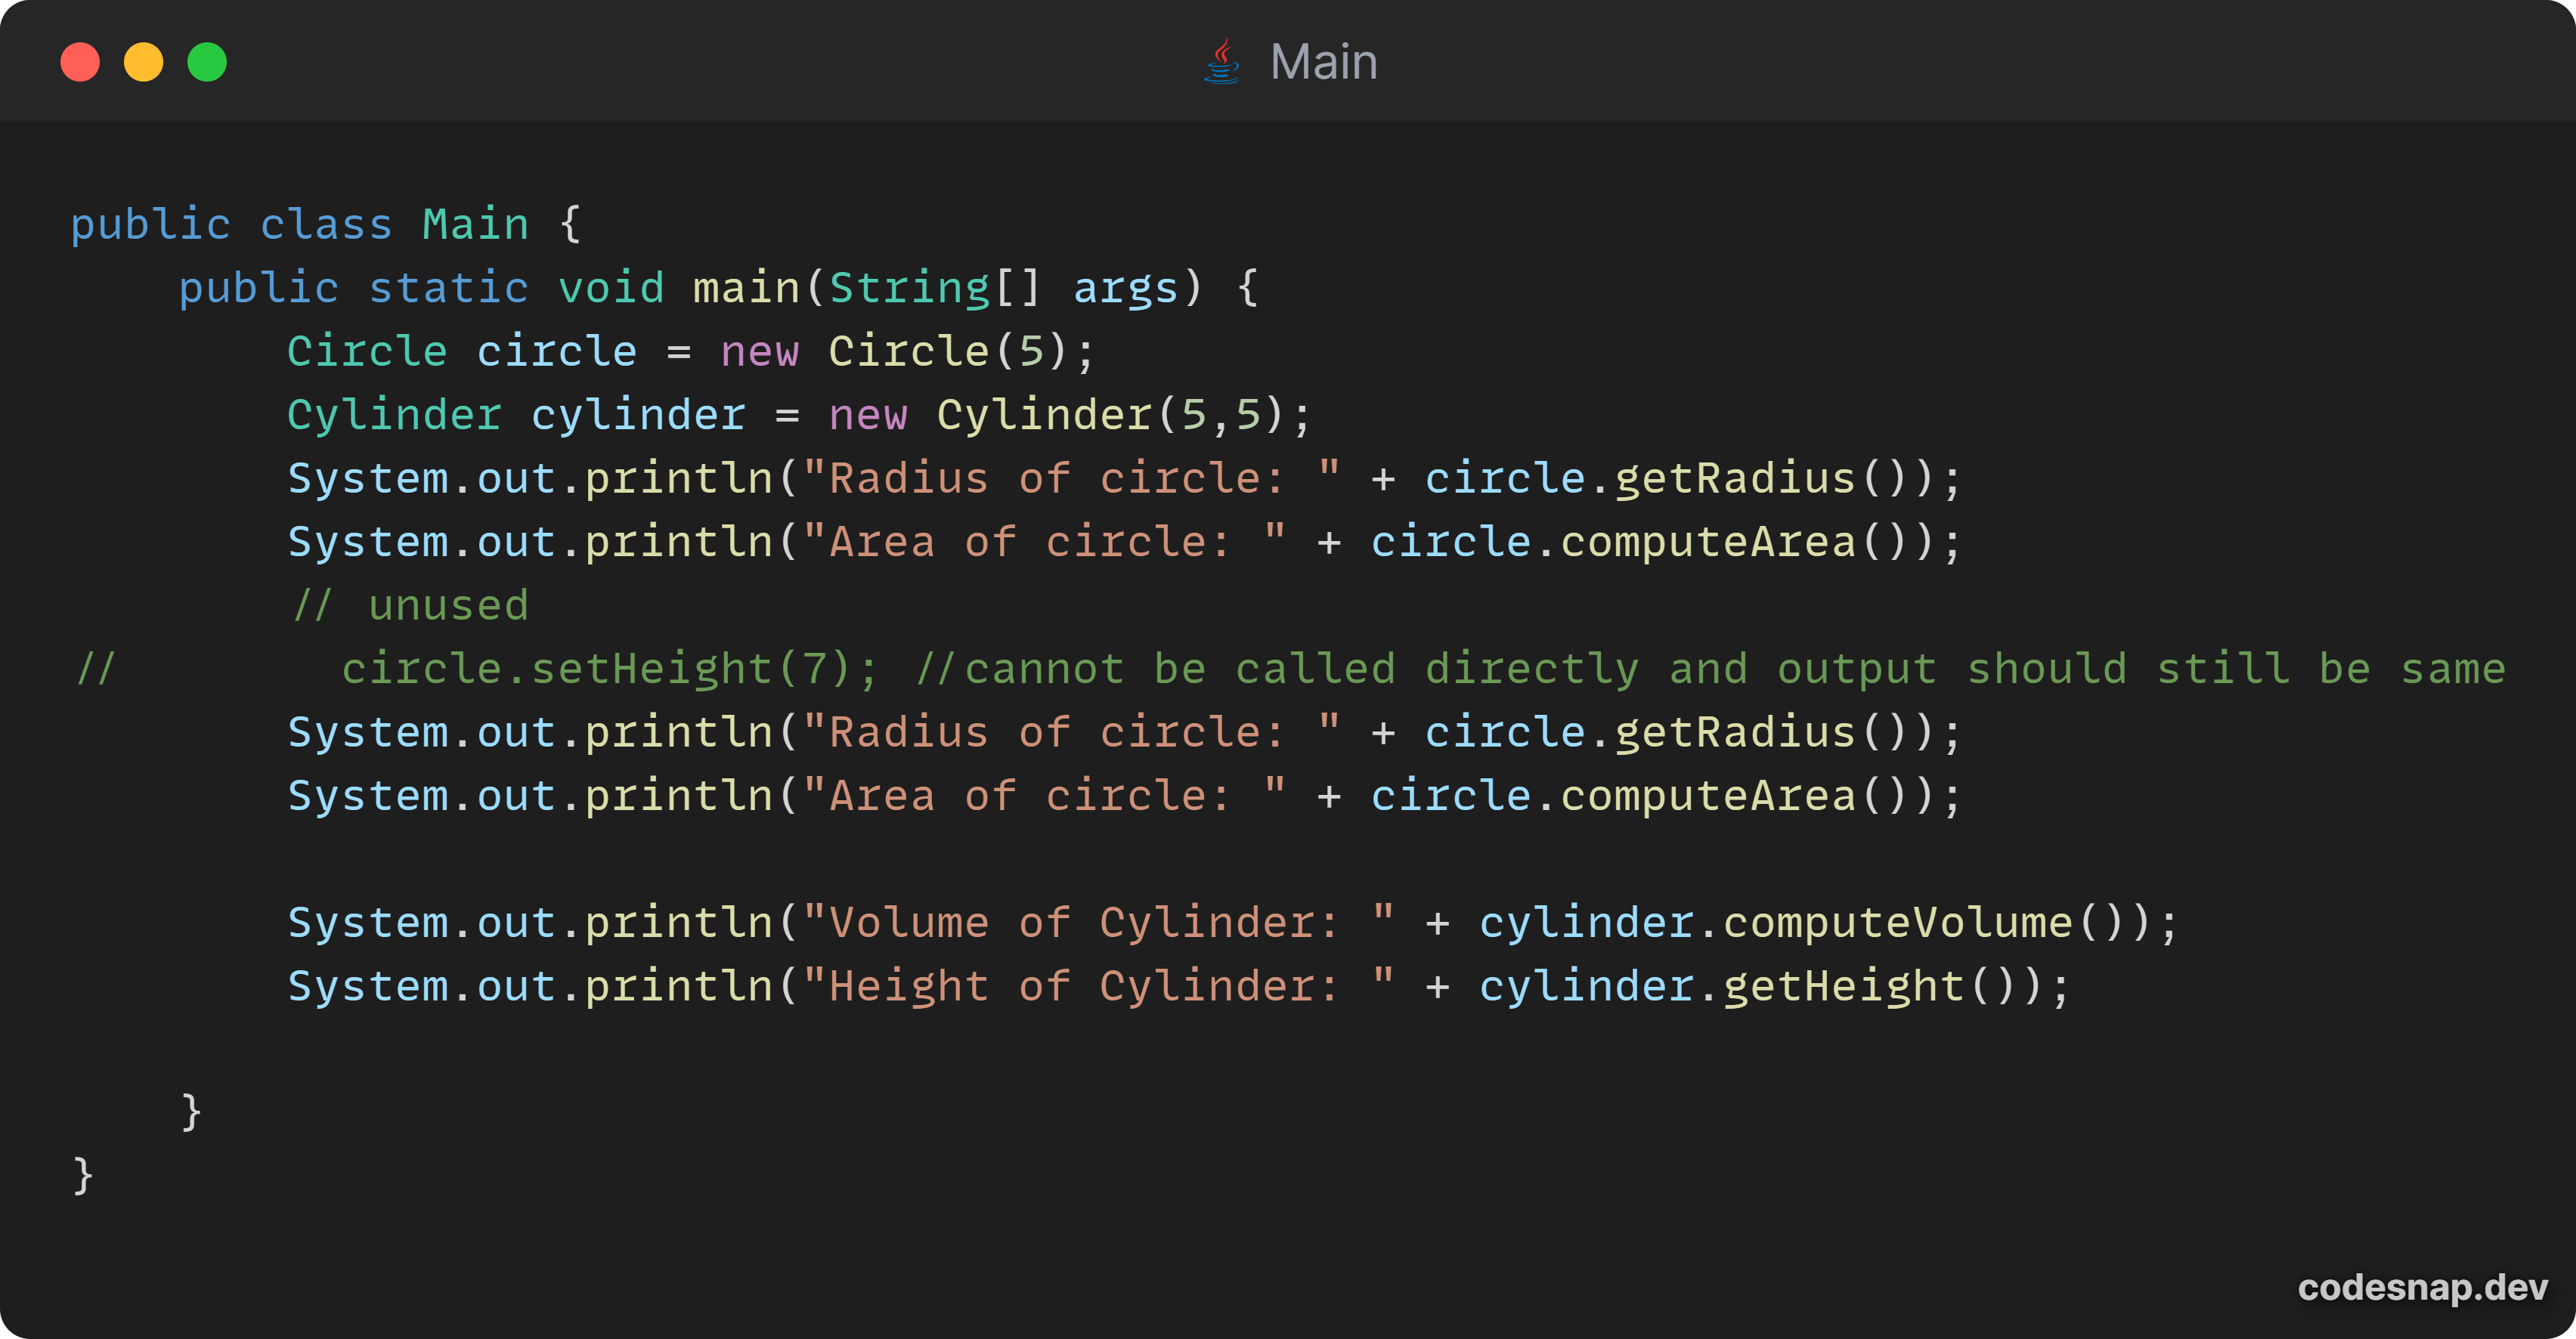 Main
public class Main {
    public static void main(String[] args) {
        Circle circle = new Circle(5);
        Cylinder cylinder = new Cylinder(5,5);
        System.out.println("Radius of circle: " + circle.getRadius());
        System.out.println("Area of circle: " + circle.computeArea());
        // unused
//        circle.setHeight(7); //cannot be called directly and output should still be same
        System.out.println("Radius of circle: " + circle.getRadius());
        System.out.println("Area of circle: " + circle.computeArea());
        System.out.println("Volume of Cylinder: " + cylinder.computeVolume());
        System.out.println("Height of Cylinder: " + cylinder.getHeight());
    }
}
codesnap.dev